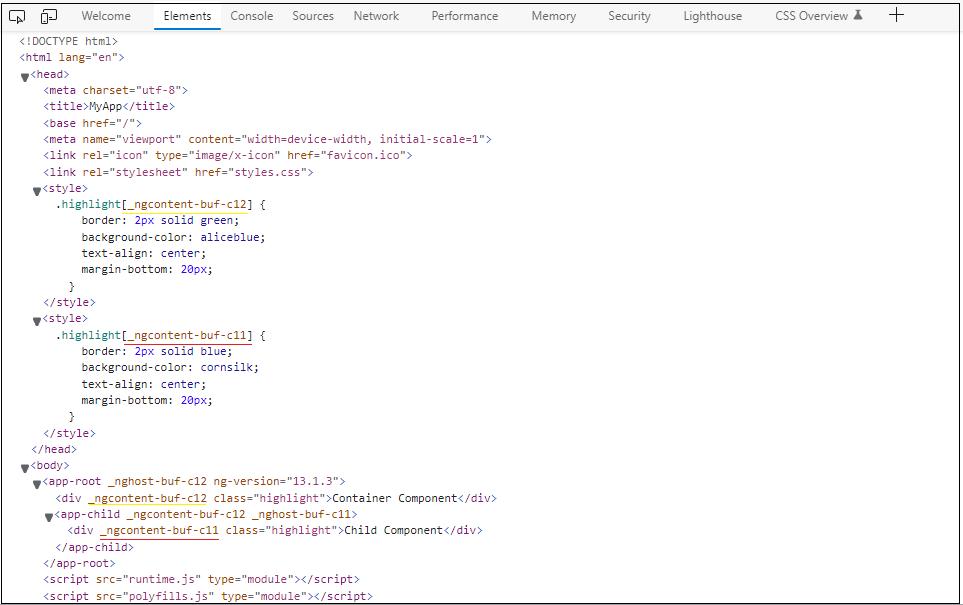 Welcome Elements Console Sources Network Performance Memory Security Lighthouse CSS Overview
<!DOCTYPE html>
<html lang="en">
<head>
<meta charset="utf-8">
<title>MyApp</title>
<base href="/">
<meta name="viewport" content="width=device-width, initial-scale=1">
<link rel="icon" type="image/x-icon" href="favicon.ico">
<link rel="stylesheet" href="styles.css">
<style>
.highlight[_ngcontent-buf-c12] {
border: 2px solid green;
background-color: aliceblue;
text-align: center;
margin-bottom: 20px;
}
</style>
<style>
.highlight[_ngcontent-buf-c11] {
border: 2px solid blue;
background-color: cornsilk;
text-align: center;
margin-bottom: 20px;
}
</style>
</head>
<body>
<app-root _nghost-buf-c12 ng-version="13.1.3">
<div _ngcontent-buf-c12 class="highlight">Container Component</div>
<app-child _ngcontent-buf-c12 _nghost-buf-c11>
<div _ngcontent-buf-c11 class="highlight">Child Component</div>
</app-child>
</app-root>
<script src="runtime.js" type="module"></script>
<script src="polyfills.js" type="module"></script>